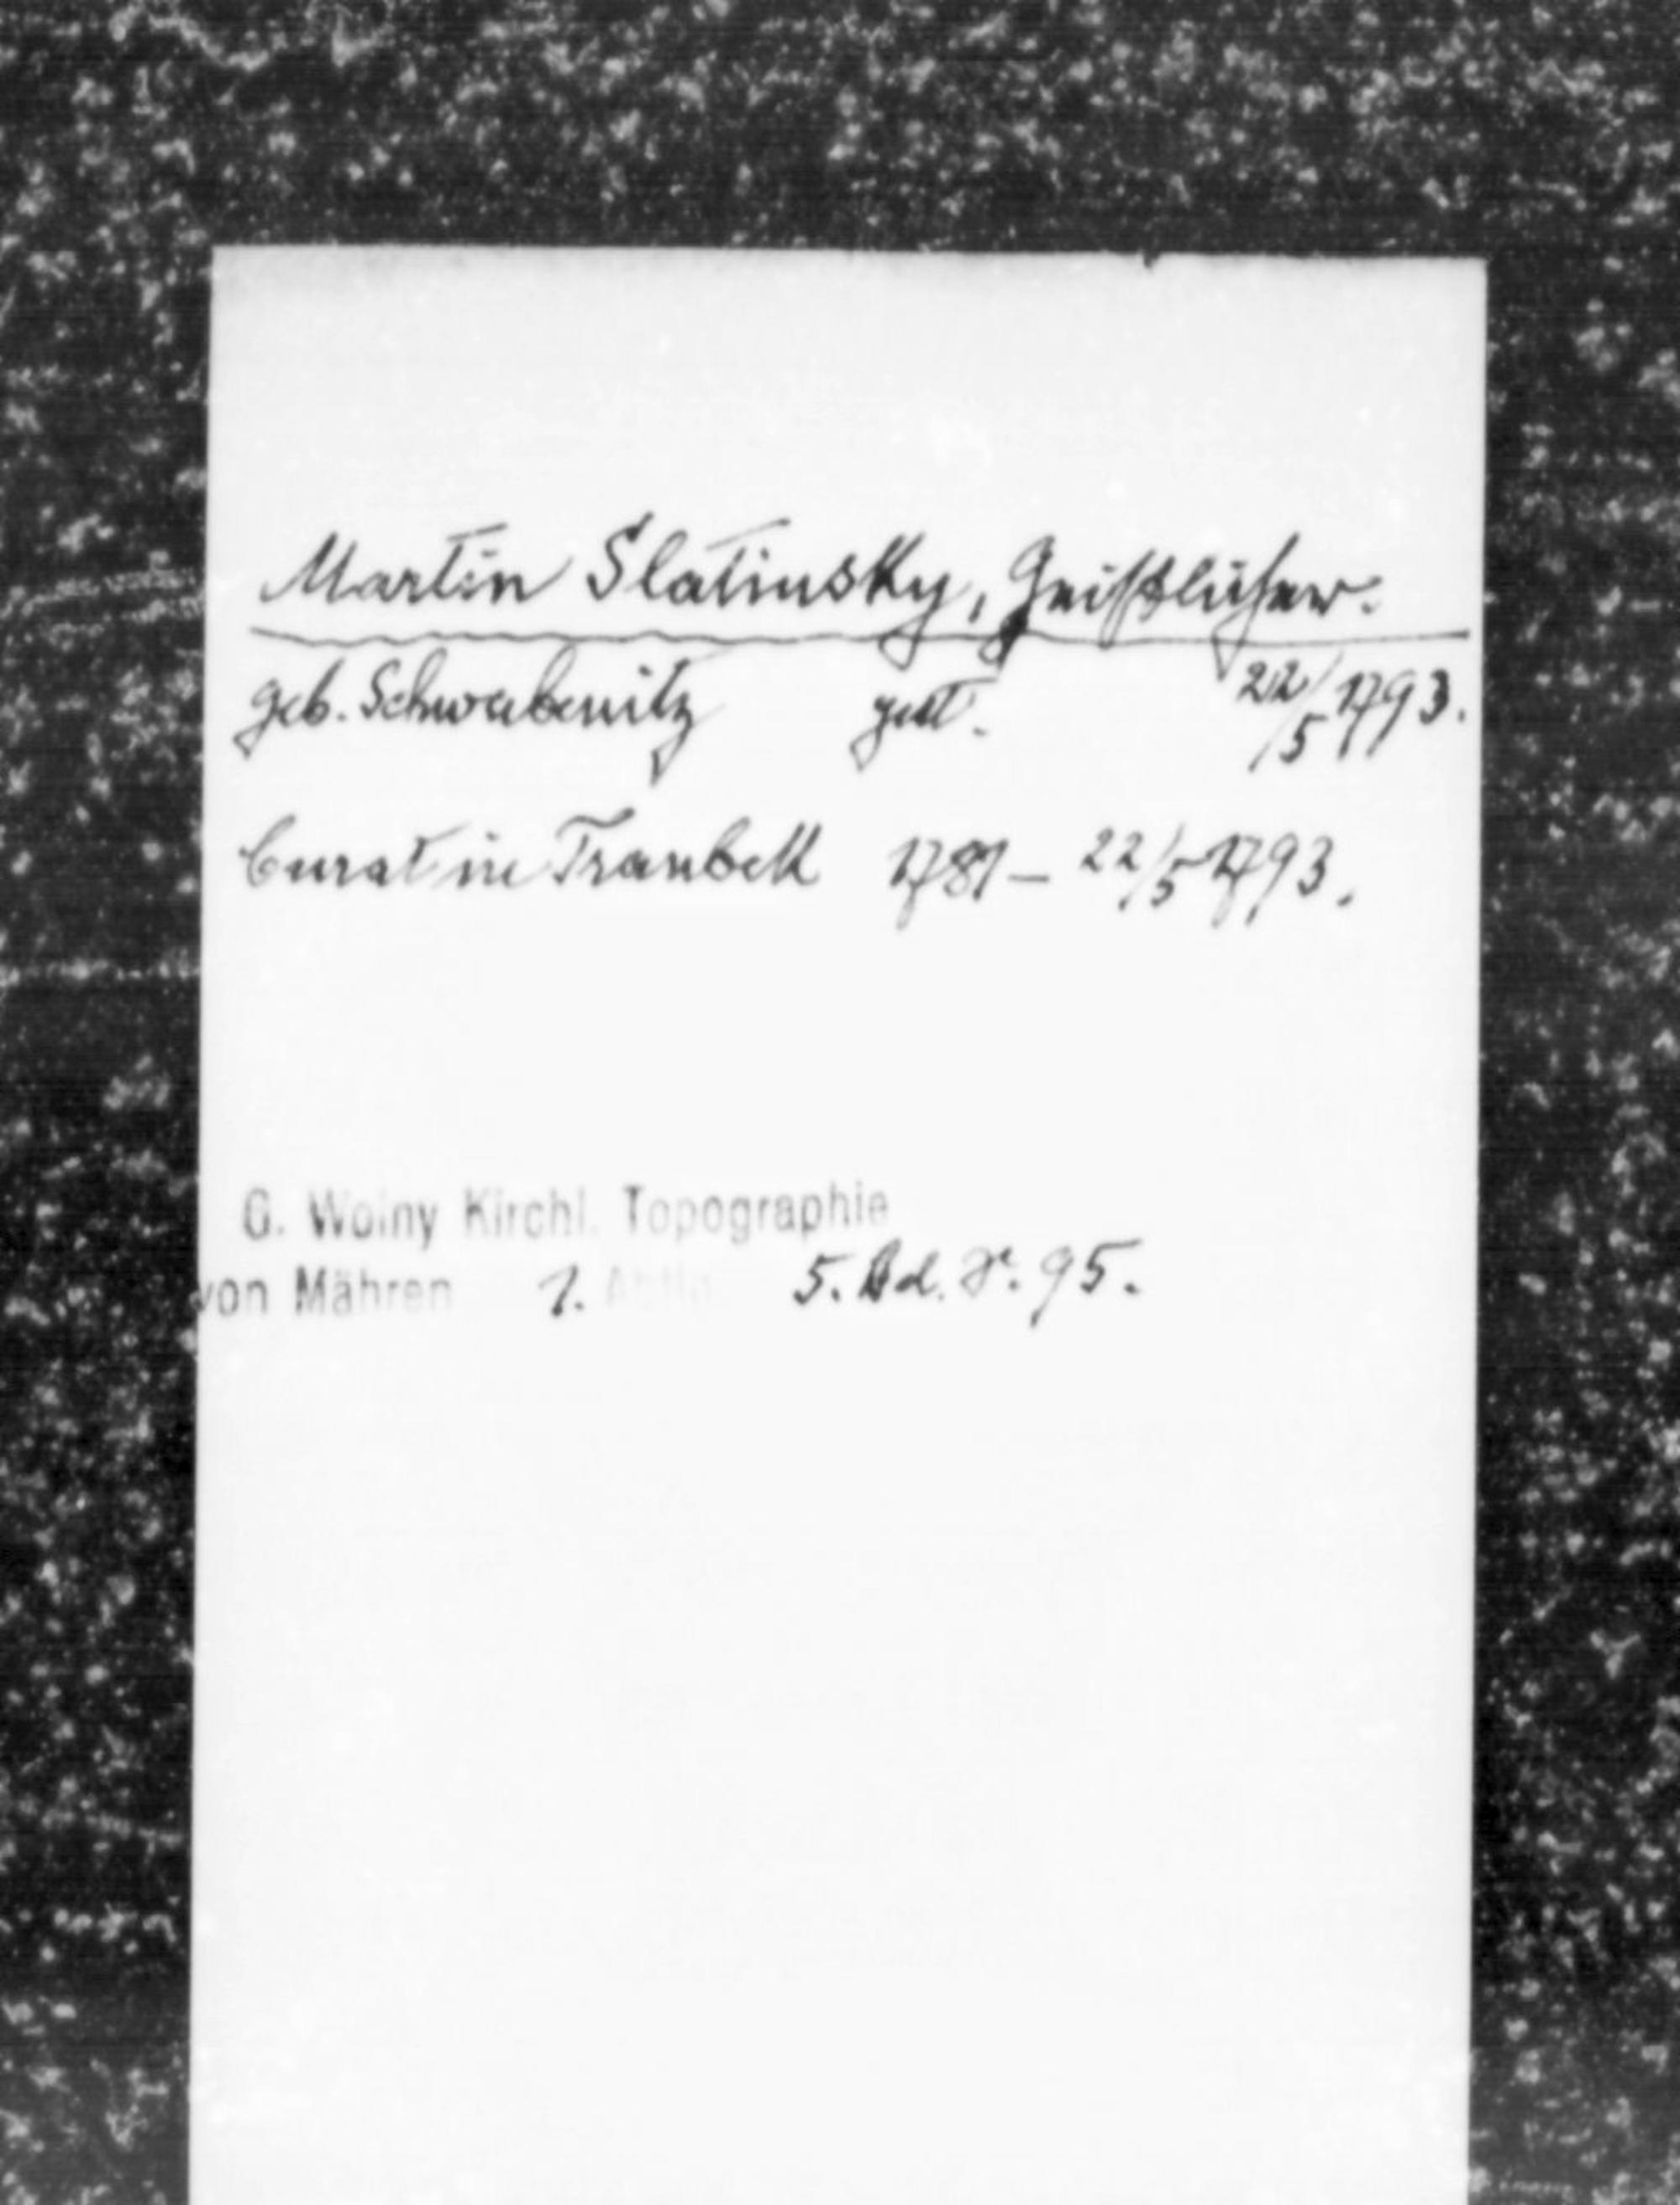 Martin Slatinsky, Geistlicher.
geb. Schwabenitz gest. 22/5 1793.
Curat in Traubek 1781 – 22/5 1793.
G. Wolny Kirchl. Topographie
von Mähren 1. Abtlg. 5. Bd. S. 95.